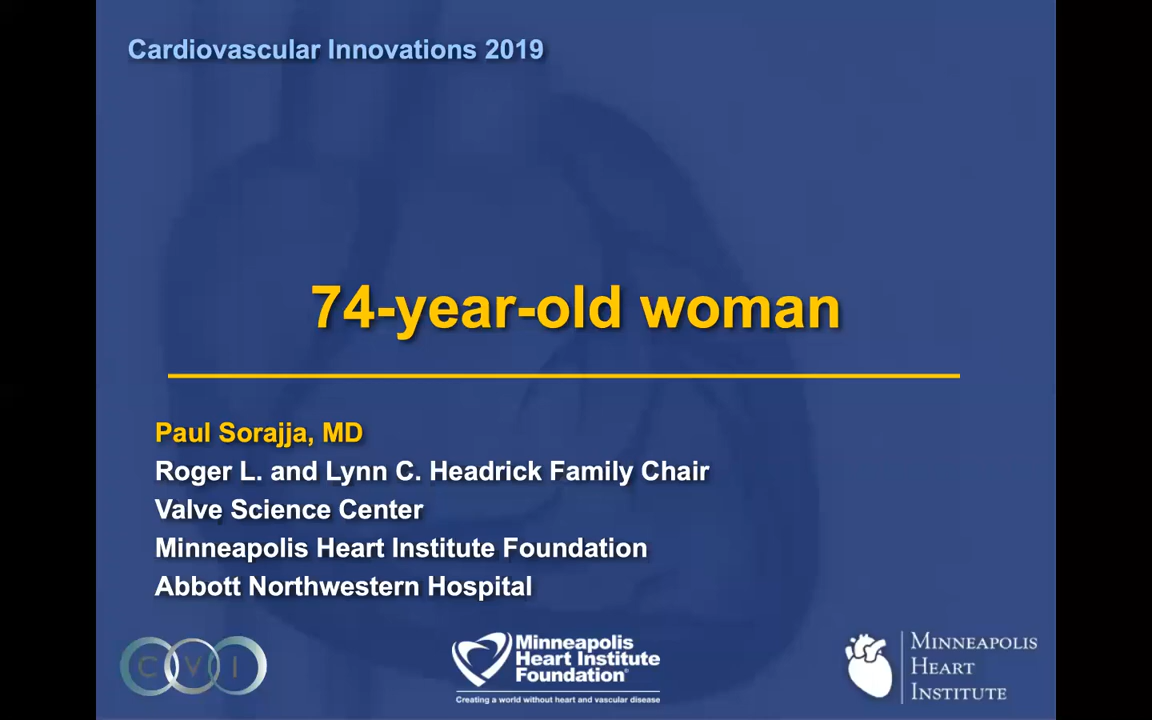 Cardiovascular Innovations 2019
74-year-old woman
Paul Sorajja, MD
Roger L. and Lynn C. Headrick Family Chair
Valve Science Center
Minneapolis Heart Institute Foundation
Abbott Northwestern Hospital
CVI
Minneapolis
Heart Institute
Foundation
Creating a world without heart and vascular disease
MINNEAPOLIS
HEART
INSTITUTE